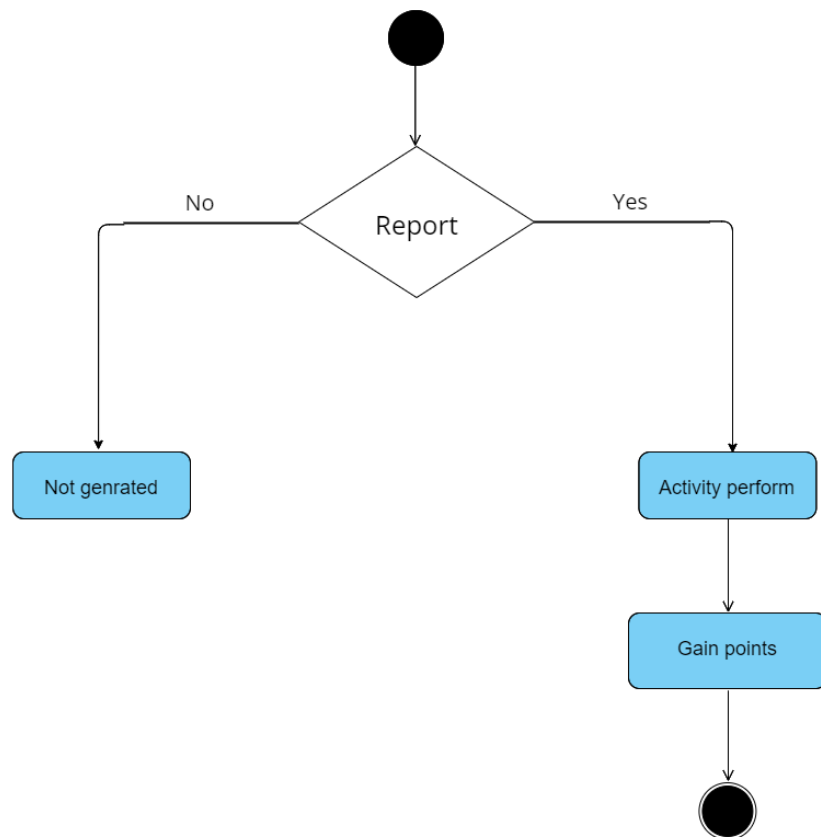 No
Yes
Report
Not genrated
Activity perform
Gain points